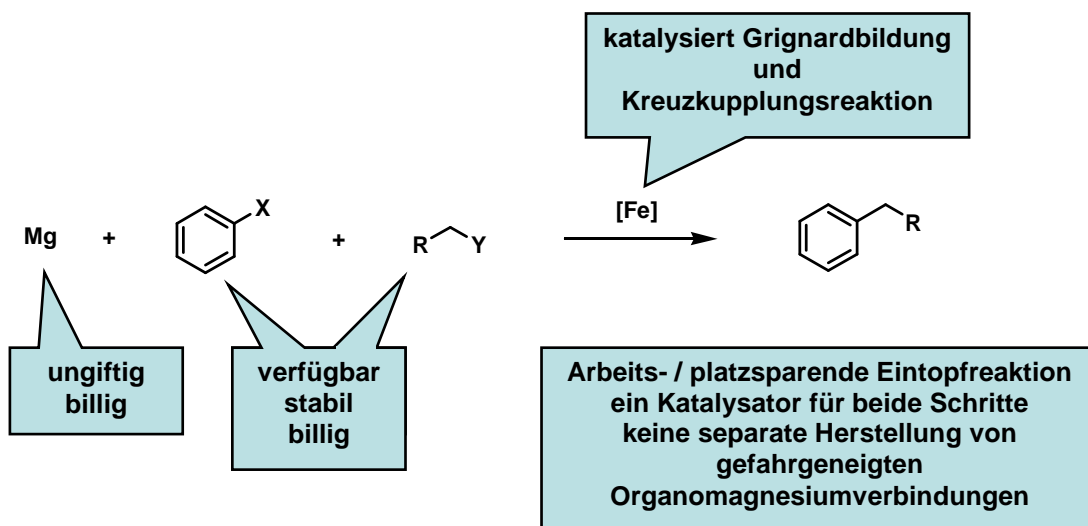 katalysiert Grignardbildung
und
Kreuzkupplungsreaktion
[Fe]
Mg + X + R Y R
ungiftig
billig
verfügbar
stabil
billig
Arbeits- / platzsparende Eintopfreaktion
ein Katalysator für beide Schritte
keine separate Herstellung von
gefahrgeneigten
Organomagnesiumverbindungen